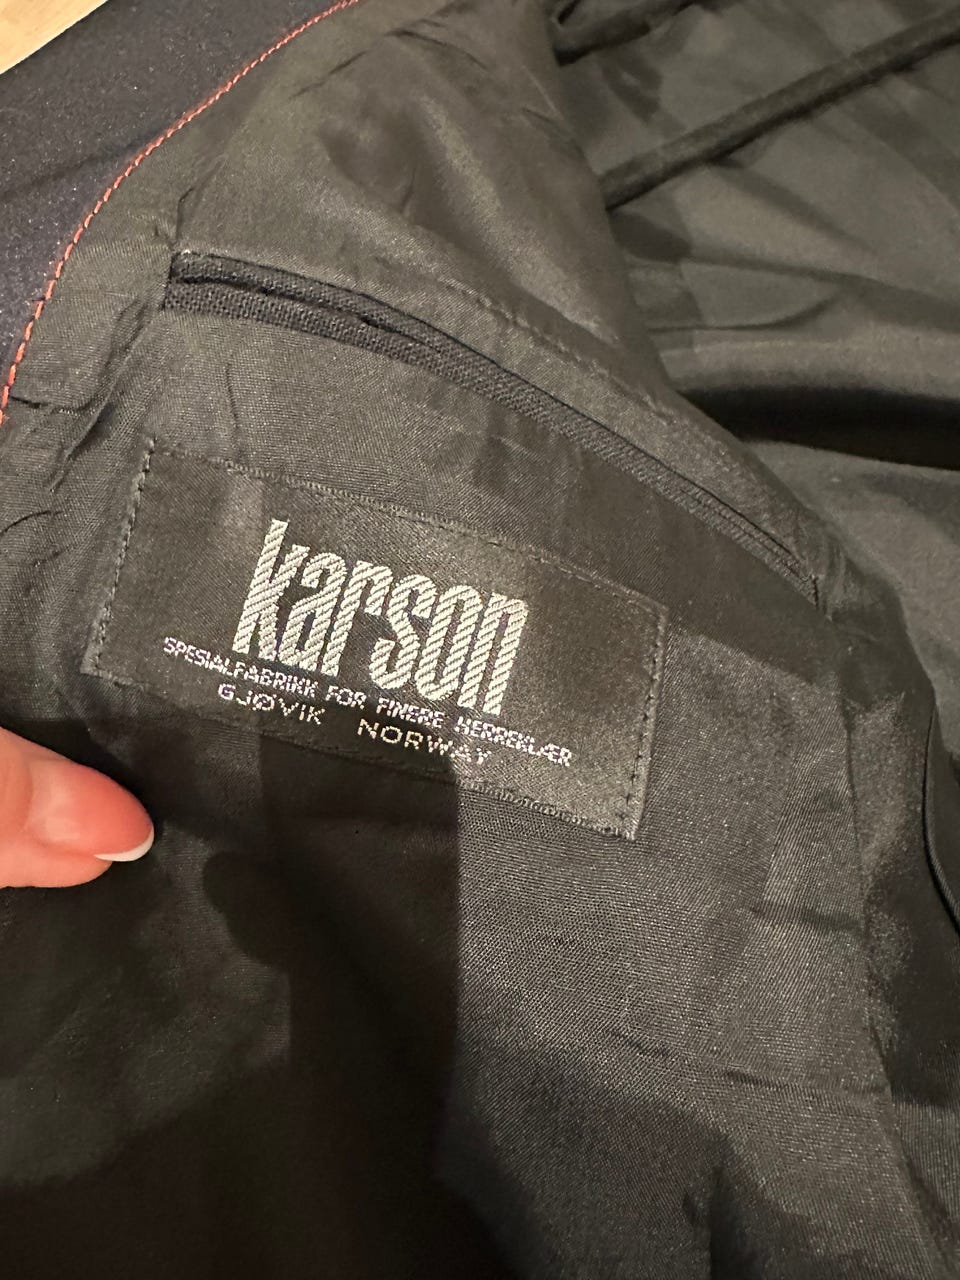 karson
SPESIALFABRIKK FOR FINERE HERREKLÆR
GJØVIK NORWAY